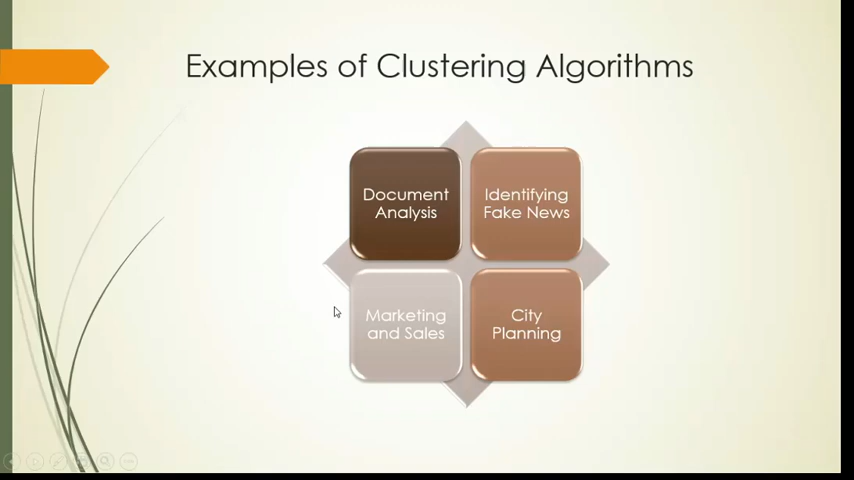 Examples of Clustering Algorithms
Document
Analysis
Identifying
Fake News
Marketing
and Sales
City
Planning